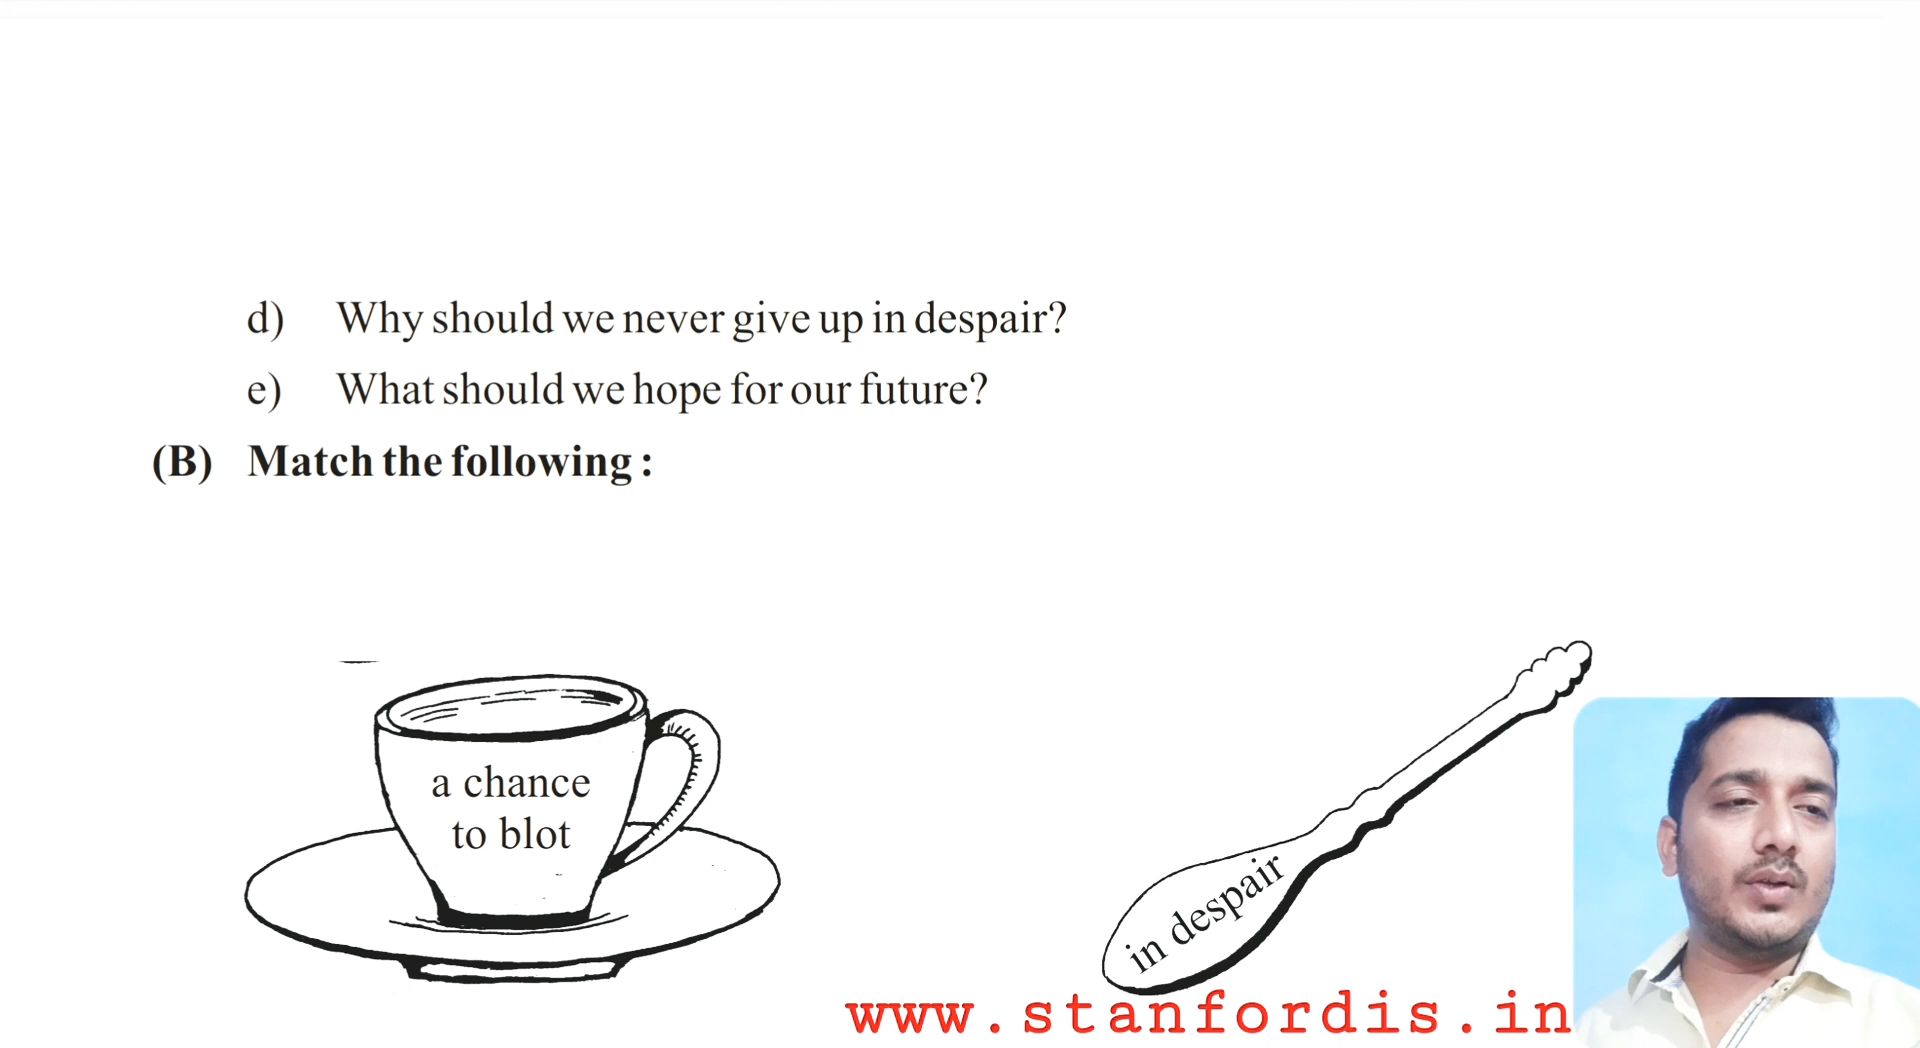 d) Why should we never give up in despair?
e) What should we hope for our future?
(B) Match the following :
a chance
to blot
in despair
www.stanfordis.in